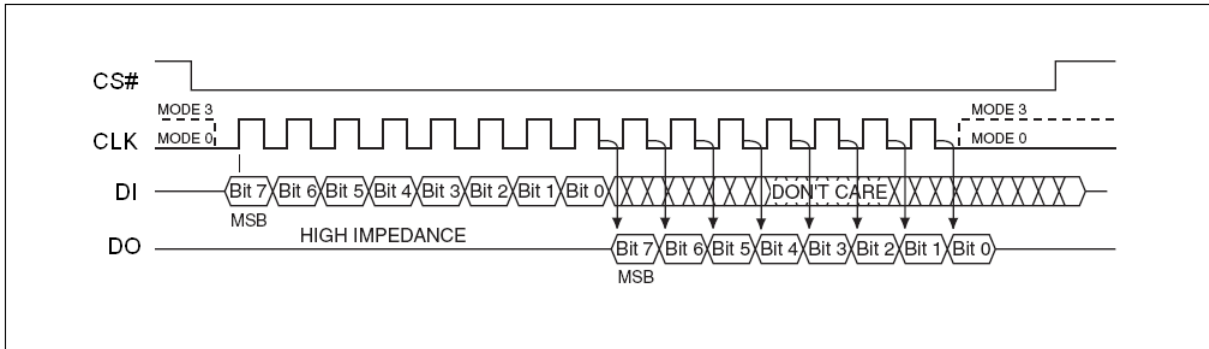 CS#
MODE 3 MODE 3
CLK MODE 0 MODE 0
DI Bit 7 Bit 6 Bit 5 Bit 4 Bit 3 Bit 2 Bit 1 Bit 0 DON'T CARE
MSB
DO HIGH IMPEDANCE Bit 7 Bit 6 Bit 5 Bit 4 Bit 3 Bit 2 Bit 1 Bit 0
MSB